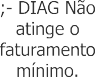 ;- DIAG Não
atinge o
faturamento
mínimo.